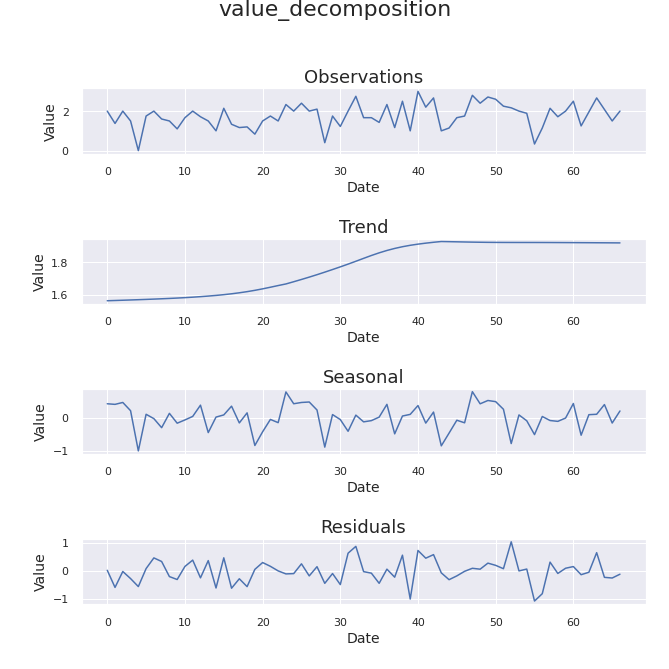 value_decomposition
Observations
Value
2
0
0 10 20 30 40 50 60
Date
Trend
Value
1.8
1.6
0 10 20 30 40 50 60
Date
Seasonal
Value
0
−1
0 10 20 30 40 50 60
Date
Residuals
Value
1
0
−1
0 10 20 30 40 50 60
Date